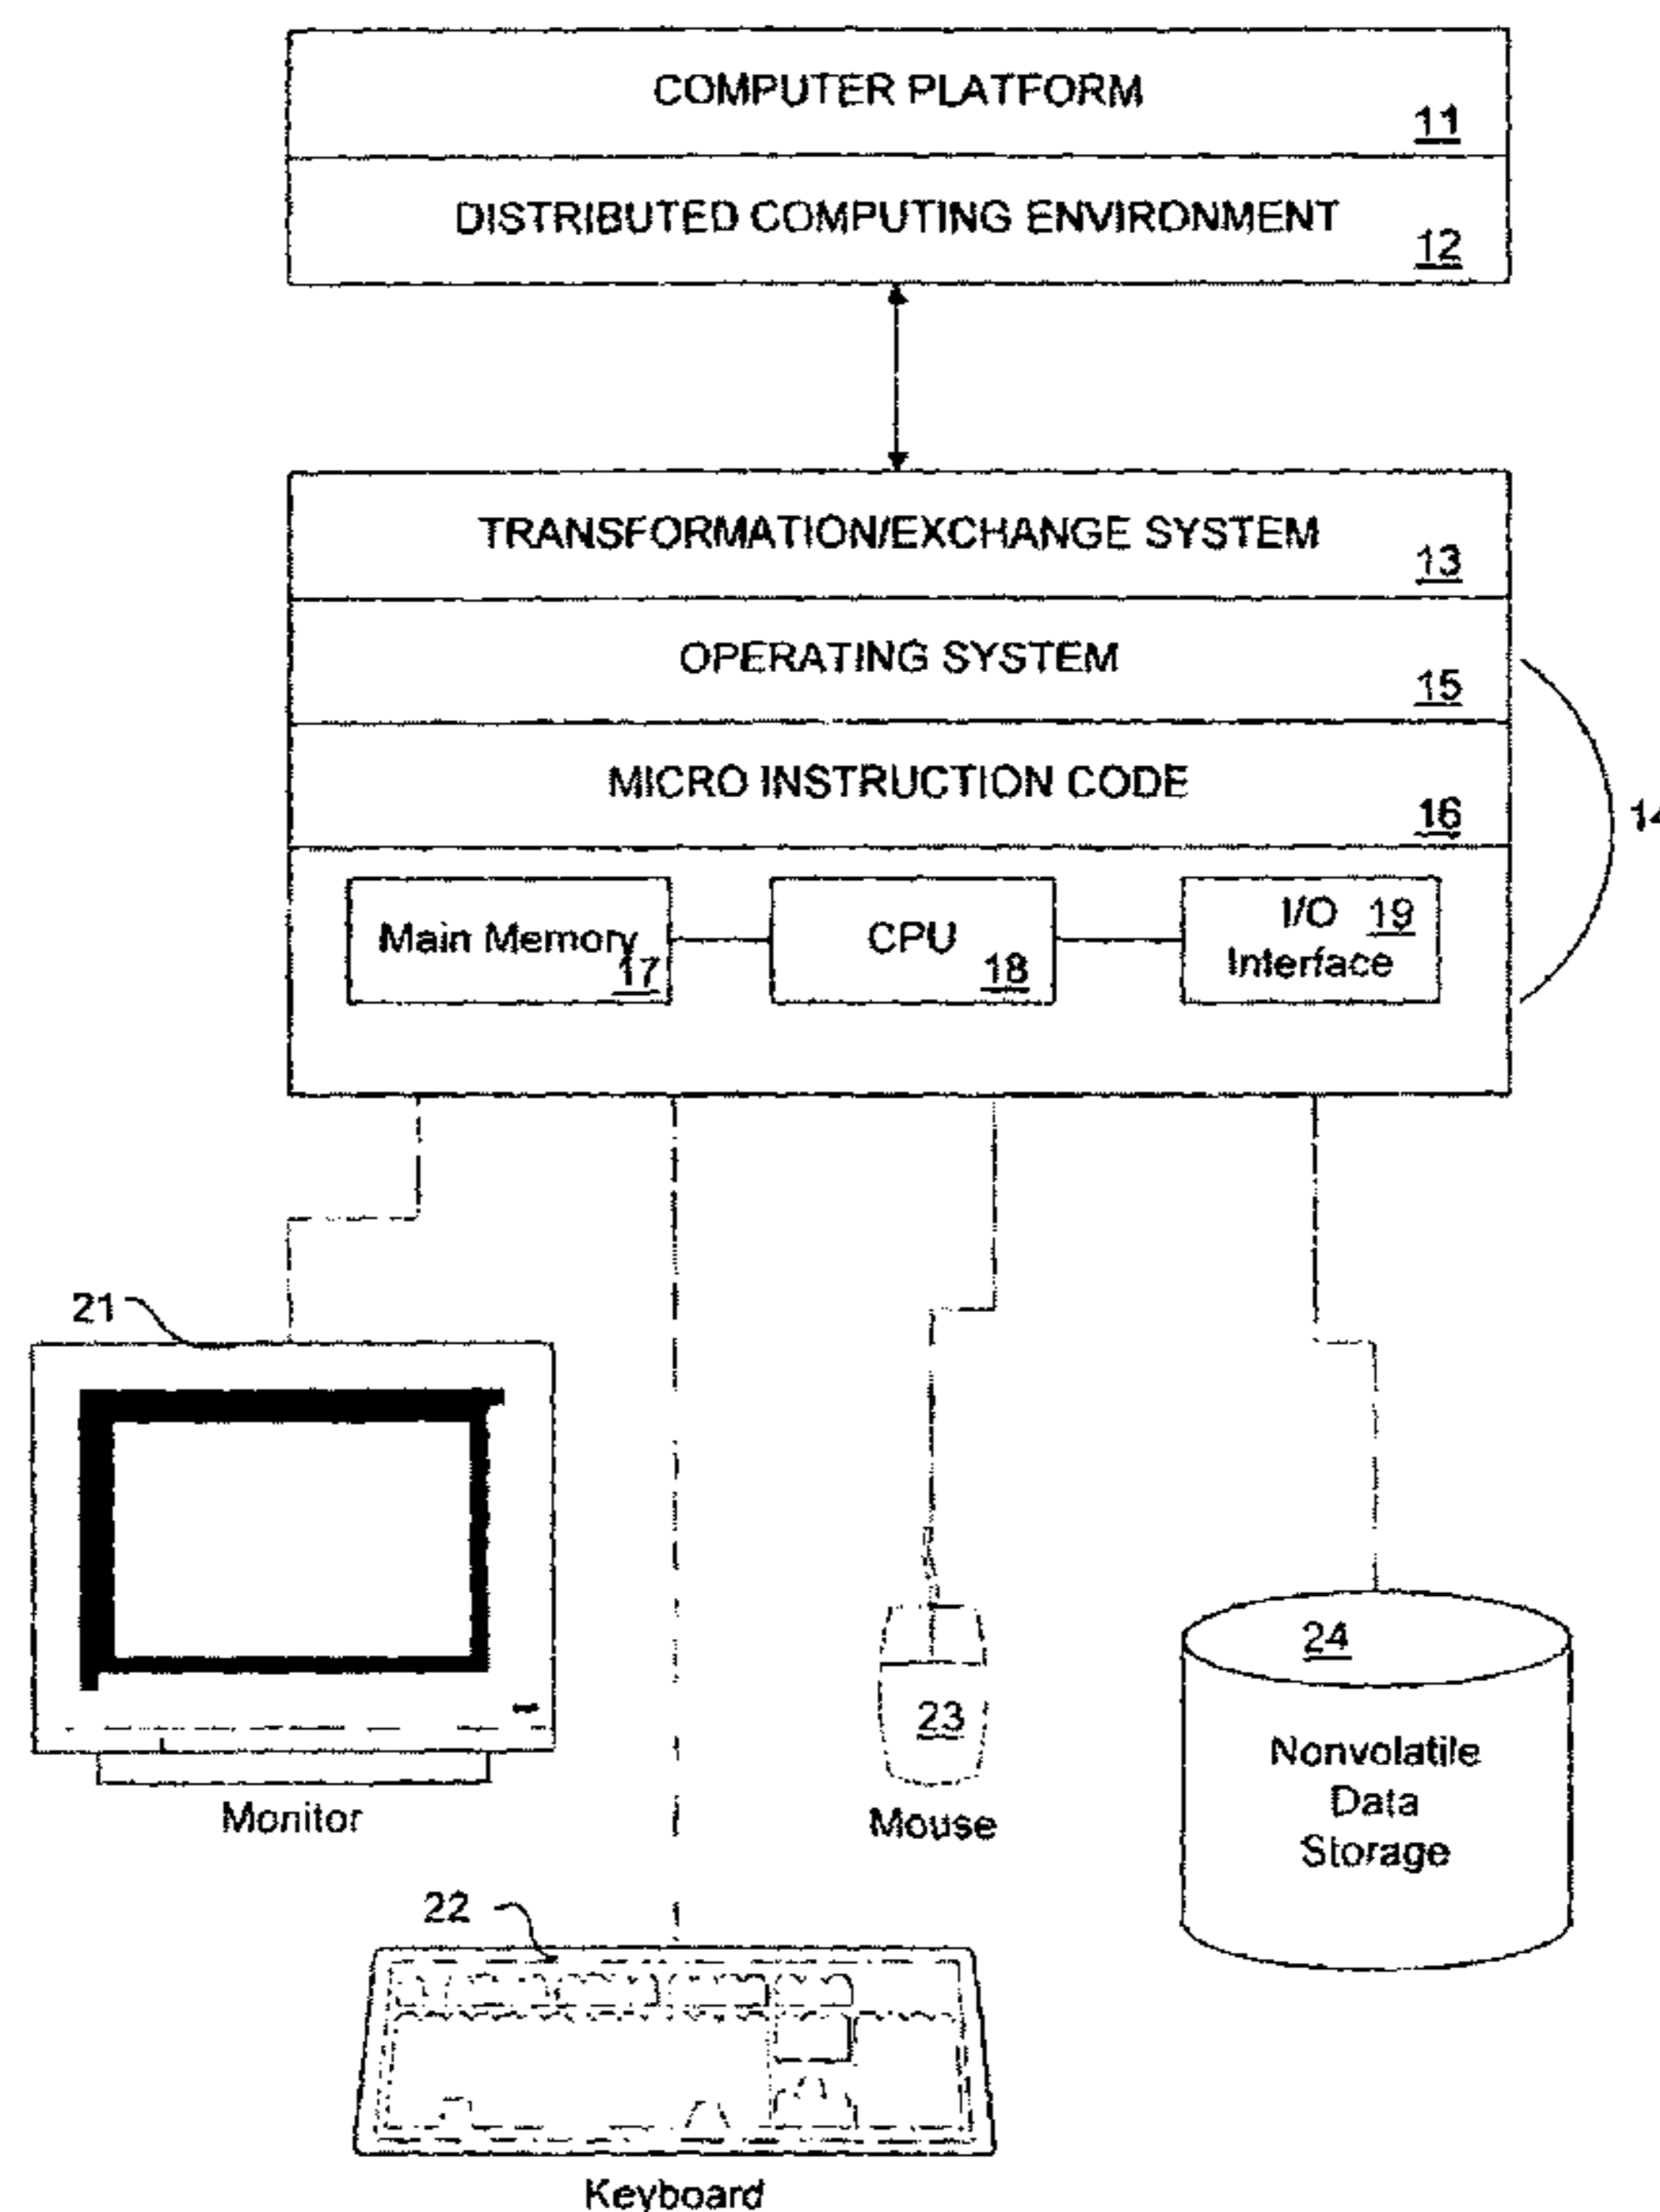 COMPUTER PLATFORM
11
DISTRIBUTED COMPUTING ENVIRONMENT
12
TRANSFORMATION/EXCHANGE SYSTEM
13
OPERATING SYSTEM
15
MICRO INSTRUCTION CODE
16
14
Main Memory
17
CPU
18
I/O 19
Interface
21
Monitor
22
Keyboard
23
Mouse
24
Nonvolatile
Data
Storage